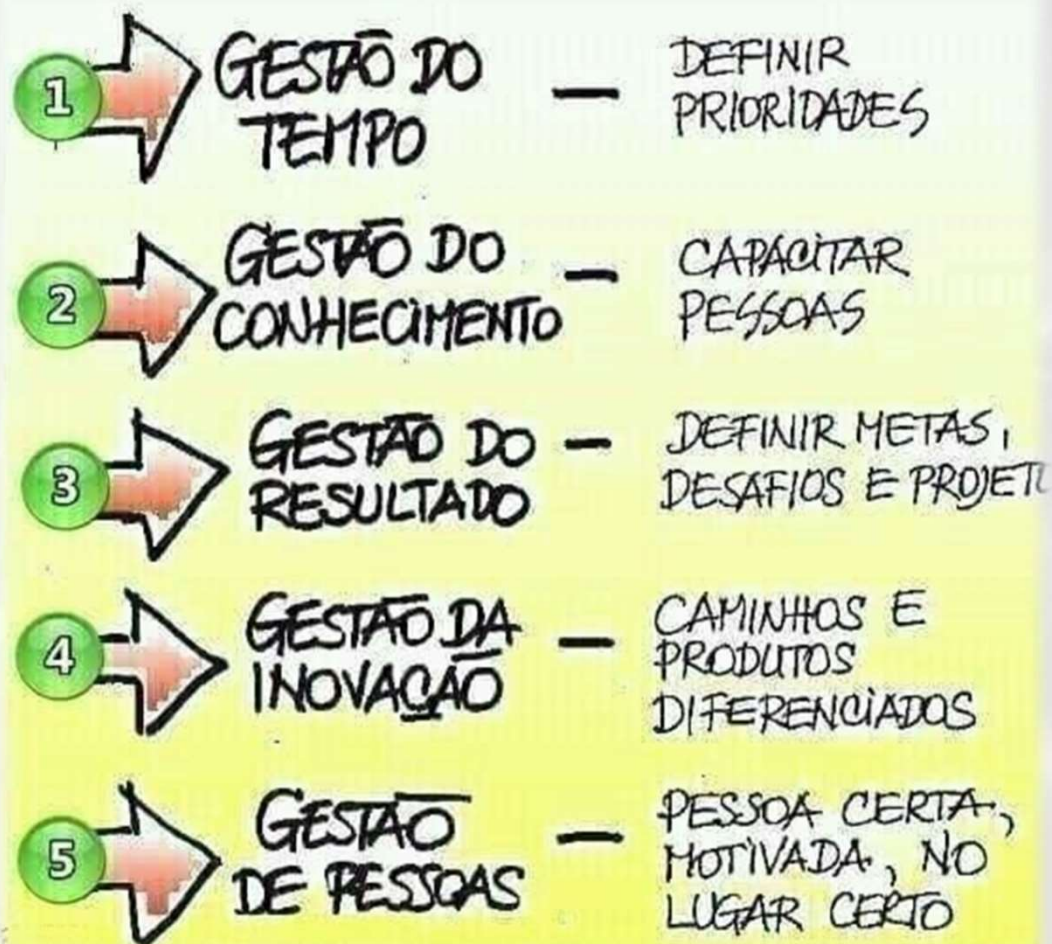 1
GESTÃO DO
TEMPO
—
DEFINIR
PRIORIDADES
2
GESTÃO DO
CONHECIMENTO
—
CAPACITAR
PESSOAS
3
GESTÃO DO
RESULTADO
—
DEFINIR METAS,
DESAFIOS E
4
GESTÃO DA
INOVAÇÃO
—
CAMINHOS E
PRODUTOS
DIFERENCIADOS
5
GESTÃO
DE PESSOAS
—
PESSOA CERTA,
MOTIVADA, NO
LUGAR CERTO